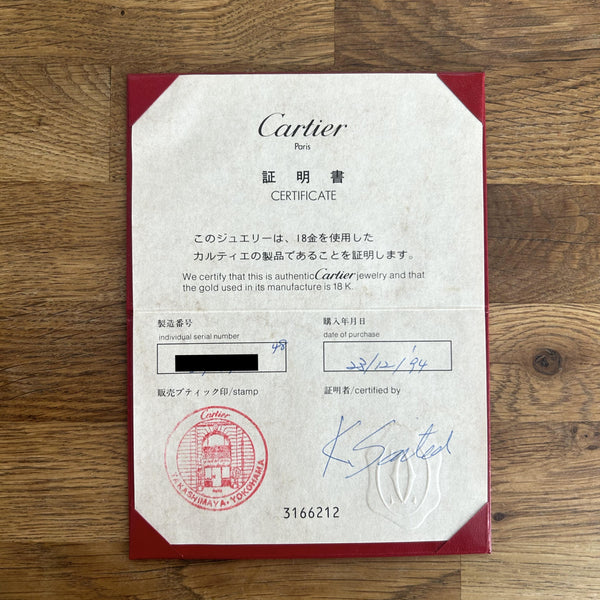 Cartier
Paris
証明書
CERTIFICATE
このジュエリーは、18金を使用した
カルティエの製品であることを証明します。
We certify that this is authentic Cartier jewelry and that
the gold used in its manufacture is 18 K.
製造番号
individual serial number
48
購入年月日
date of purchase
23/12/'94
販売ブティック印/stamp
証明者/certified by
Cartier
PARIS
TAKASHIMAYA, YOKOHAMA
3166212